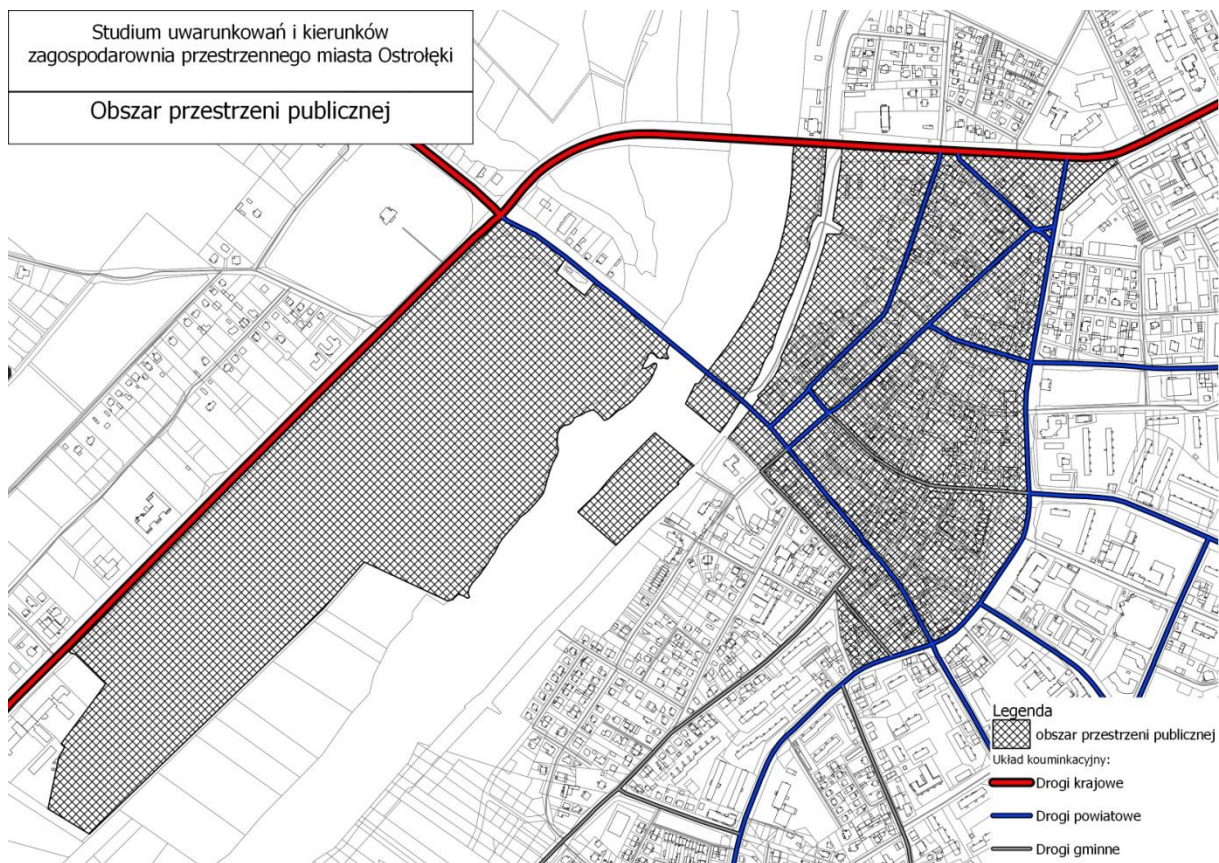 Studium uwarunkowań i kierunków
zagospodarownia przestrzennego miasta Ostrołęki
Obszar przestrzeni publicznej
Legenda
obszar przestrzeni publicznej
Układ kouminkacyjny:
Drogi krajowe
Drogi powiatowe
Drogi gminne